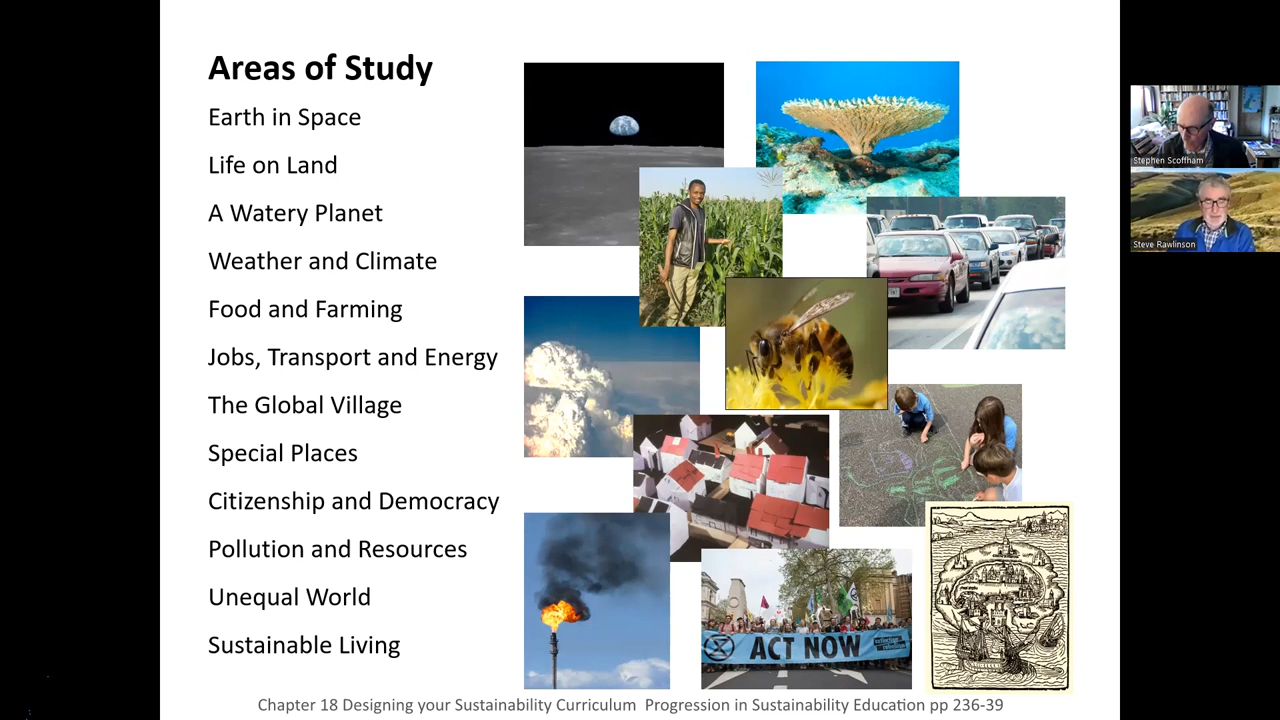 Areas of Study
Earth in Space
Life on Land
A Watery Planet
Weather and Climate
Food and Farming
Jobs, Transport and Energy
The Global Village
Special Places
Citizenship and Democracy
Pollution and Resources
Unequal World
Sustainable Living
ACT NOW
Chapter 18 Designing your Sustainability Curriculum Progression in Sustainability Education pp 236-39
Stephen Scoffham
Steve Rawlinson